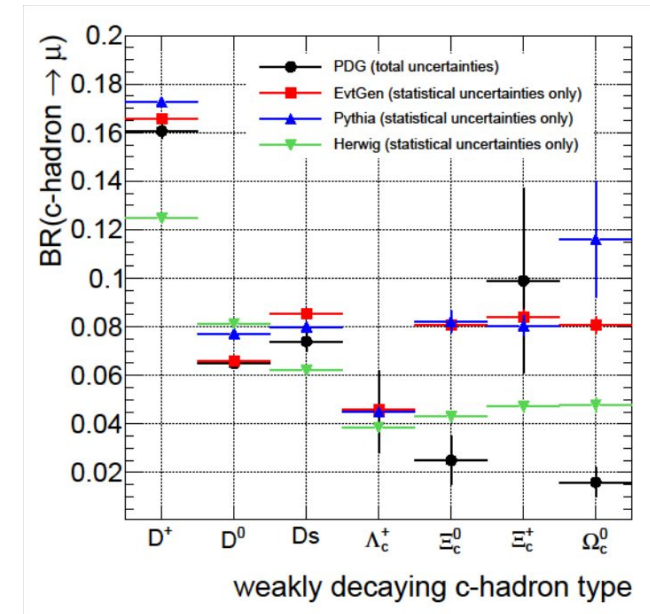 BR(c-hadron → μ)
0.2
0.18
0.16
0.14
0.12
0.1
0.08
0.06
0.04
0.02
PDG (total uncertainties)
EvtGen (statistical uncertainties only)
Pythia (statistical uncertainties only)
Herwig (statistical uncertainties only)
D⁺ D⁰ Ds Λc⁺ Ξc⁰ Ξc⁺ Ωc⁰
weakly decaying c-hadron type